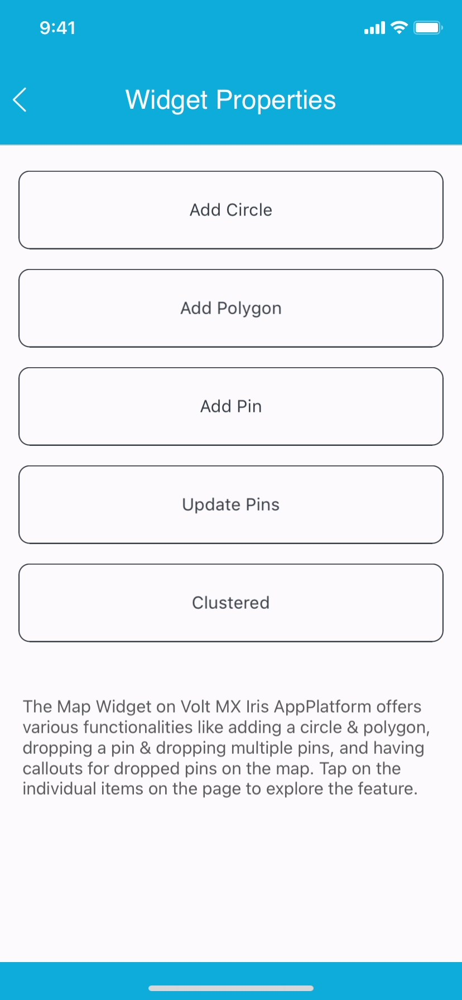 9:41
Widget Properties
Add Circle
Add Polygon
Add Pin
Update Pins
Clustered
The Map Widget on Volt MX Iris AppPlatform offers
various functionalities like adding a circle & polygon,
dropping a pin & dropping multiple pins, and having
callouts for dropped pins on the map. Tap on the
individual items on the page to explore the feature.